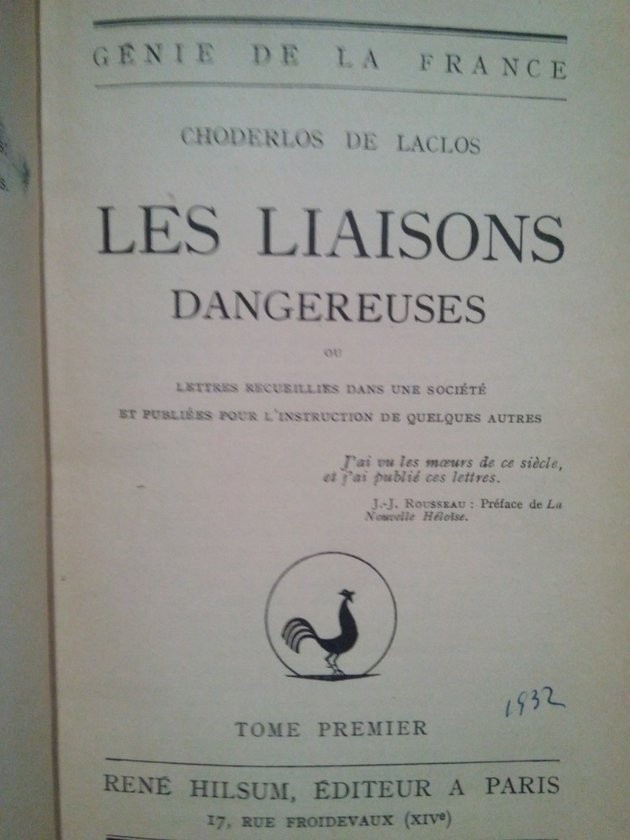 GÉNIE DE LA FRANCE
CHODERLOS DE LACLOS
LES LIAISONS
DANGEREUSES
OU
LETTRES RECUEILLIES DANS UNE SOCIÉTÉ
ET PUBLIÉES POUR L'INSTRUCTION DE QUELQUES AUTRES
J'ai vu les mœurs de ce siècle,
et j'ai publié ces lettres.
J.-J. ROUSSEAU : Préface de La
Nouvelle Héloïse.
1932
TOME PREMIER
RENÉ HILSUM, ÉDITEUR A PARIS
17, RUE FROIDEVAUX (XIVe)